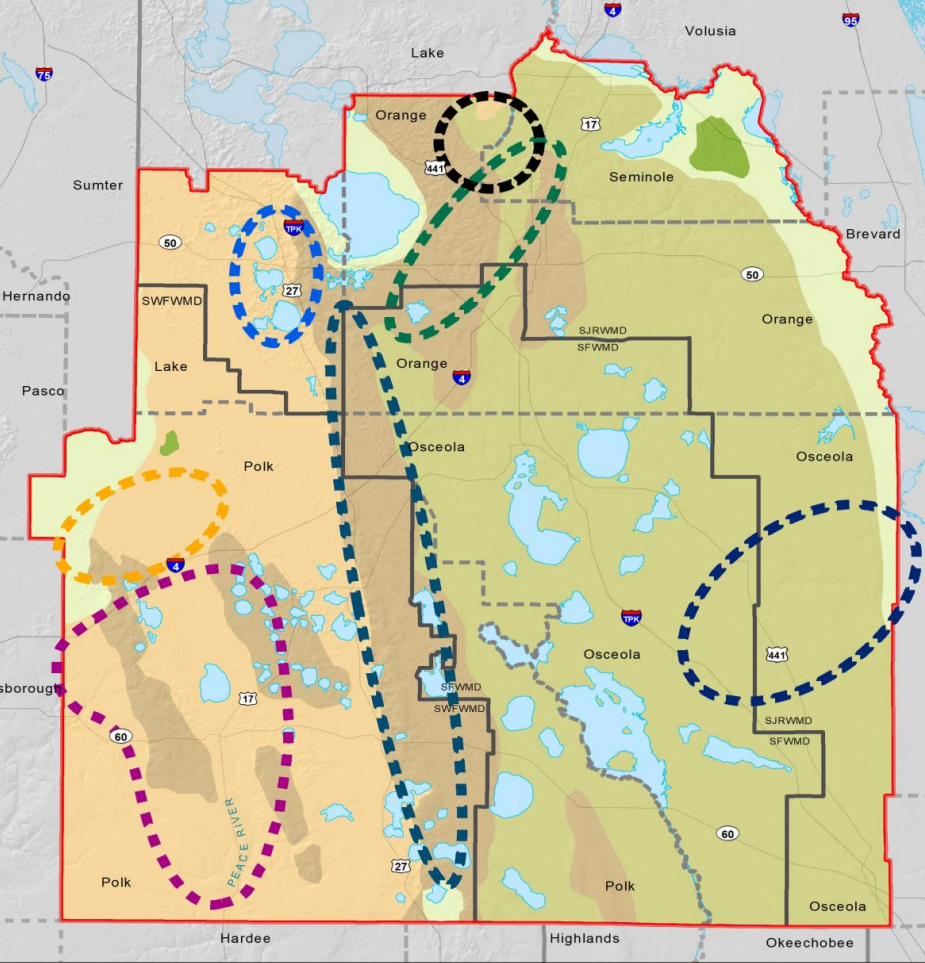 4
95
Volusia
Lake
75
Orange
17
441
Seminole
Sumter
TPK
Brevard
50
50
27
Hernando
SWFWMD
Orange
SJRWMD
SFWMD
Lake
Orange
4
Pasco
Osceola
Osceola
Polk
4
TPK
Osceola
441
sborough
SFWMD
17
SWFWMD
SJRWMD
60
SFWMD
60
PEACE RIVER
27
Polk
Polk
Osceola
Hardee
Highlands
Okeechobee